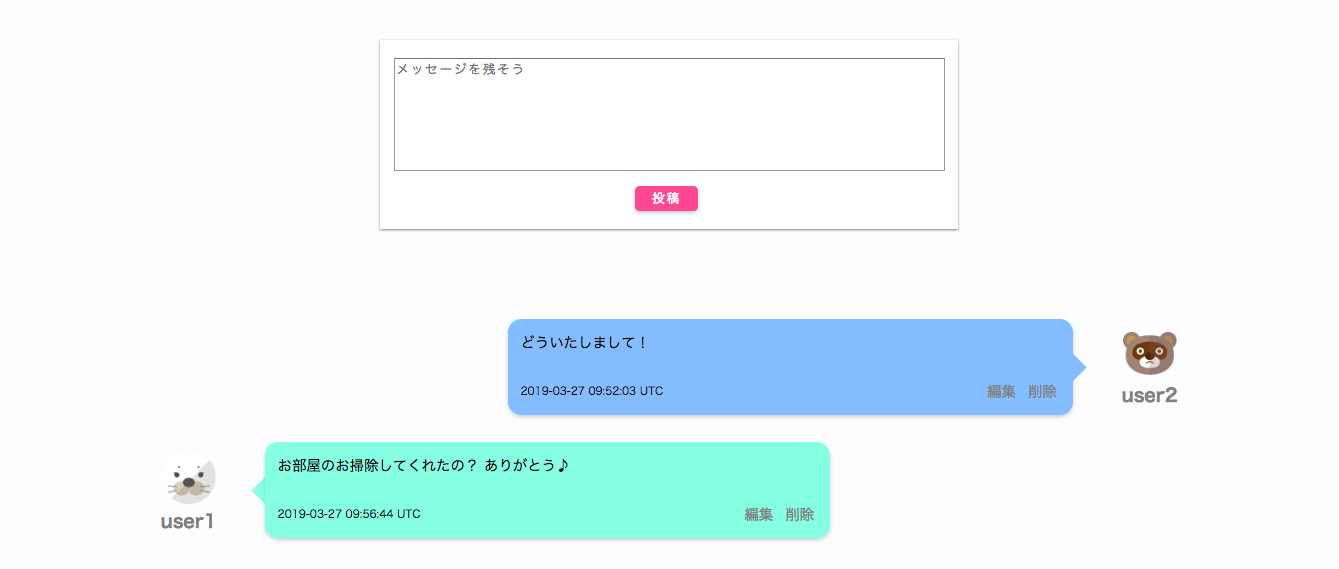 メッセージを残そう
投稿
どういたしまして！
2019-03-27 09:52:03 UTC
編集 削除
user2
お部屋のお掃除してくれたの？ ありがとう♪
2019-03-27 09:56:44 UTC
編集 削除
user1